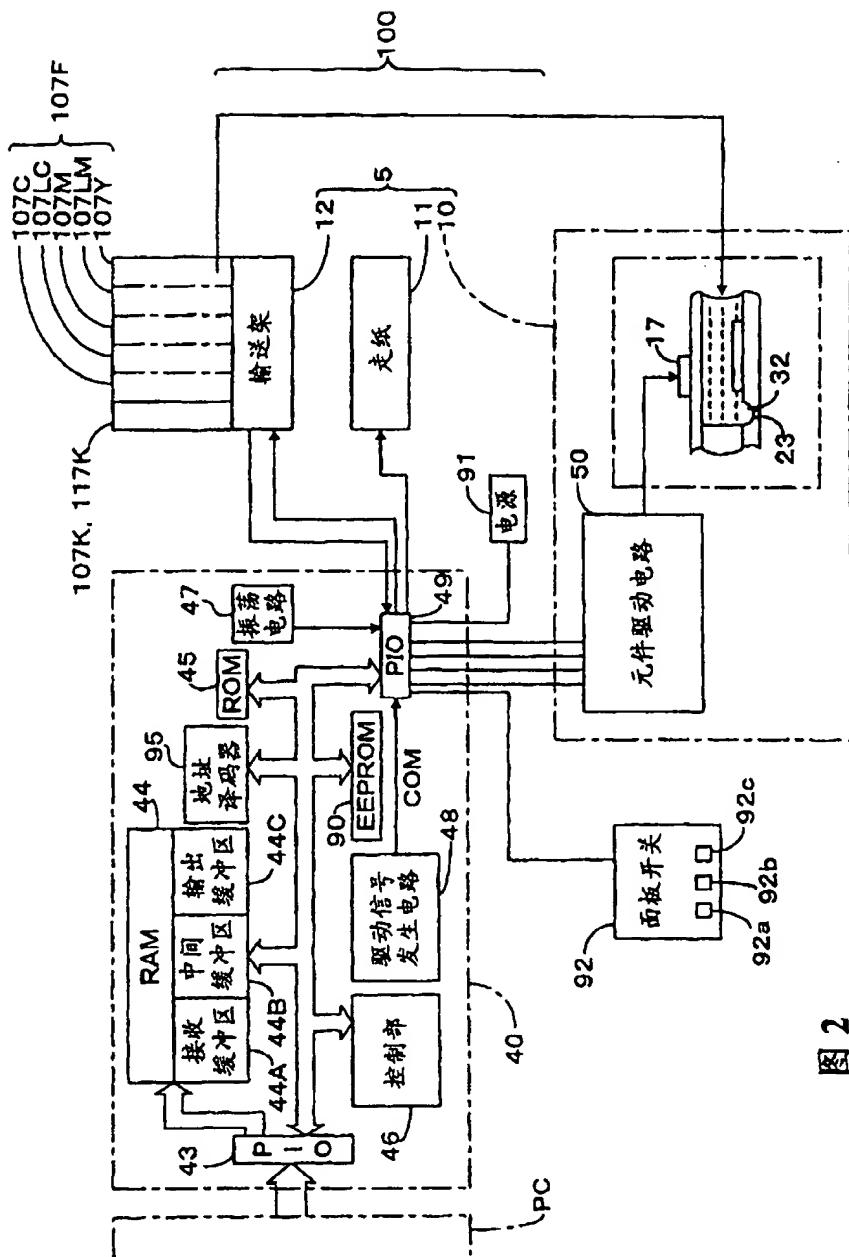 PC
43
P I O
44
RAM
接收
缓冲区
中间
缓冲区
输出
缓冲区
44A
44B
44C
95
地址
译码器
45
ROM
47
振荡
电路
46
控制部
驱动信号
发生电路
48
90
EEPROM
COM
PIO
49
40
107K, 117K
107C
107LC
107M
107LM
107Y
107F
输送架
12
走纸
11
10
5
100
91
电源
92
面板开关
92a
92b
92c
50
元件驱动电路
17
23
32
图 2